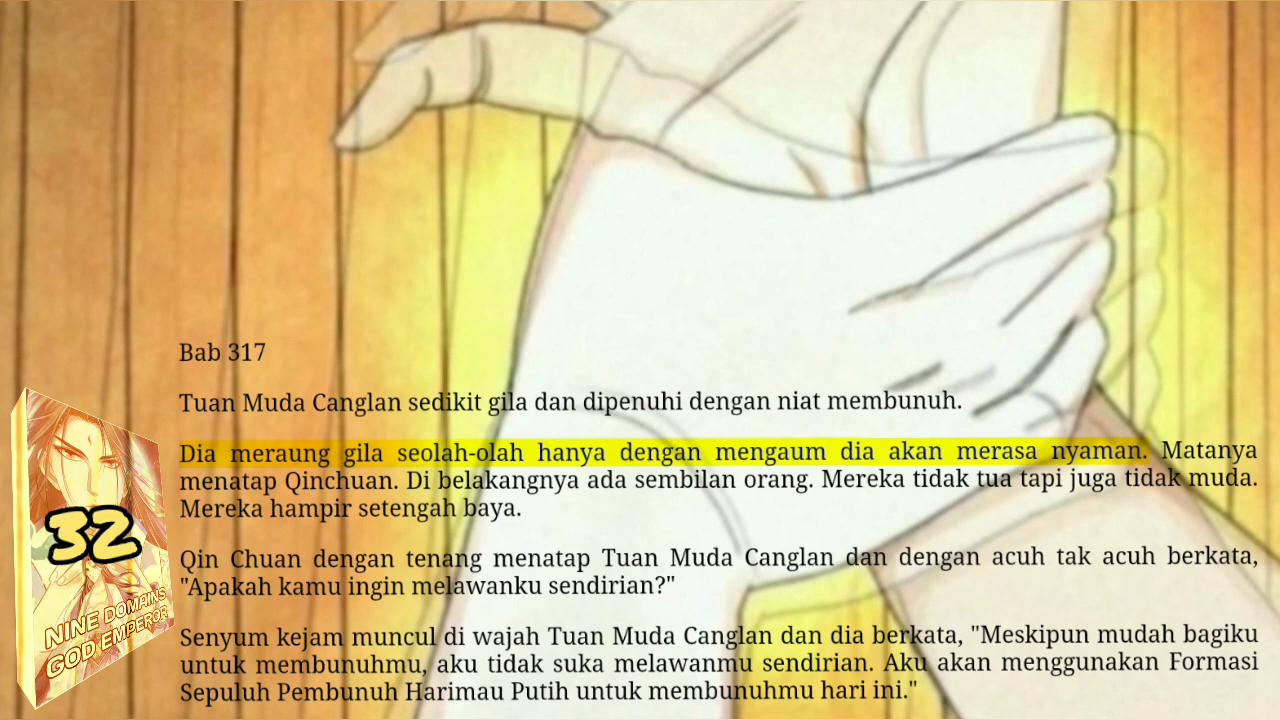 Bab 317
Tuan Muda Canglan sedikit gila dan dipenuhi dengan niat membunuh.
Dia meraung gila seolah-olah hanya dengan mengaum dia akan merasa nyaman. Matanya
menatap Qinchuan. Di belakangnya ada sembilan orang. Mereka tidak tua tapi juga tidak muda.
Mereka hampir setengah baya.
Qin Chuan dengan tenang menatap Tuan Muda Canglan dan dengan acuh tak acuh berkata,
"Apakah kamu ingin melawanku sendirian?"
Senyum kejam muncul di wajah Tuan Muda Canglan dan dia berkata, "Meskipun mudah bagiku
untuk membunuhmu, aku tidak suka melawanmu sendirian. Aku akan menggunakan Formasi
Sepuluh Pembunuh Harimau Putih untuk membunuhmu hari ini."
32
NINE DOMAINS
GOD EMPEROR